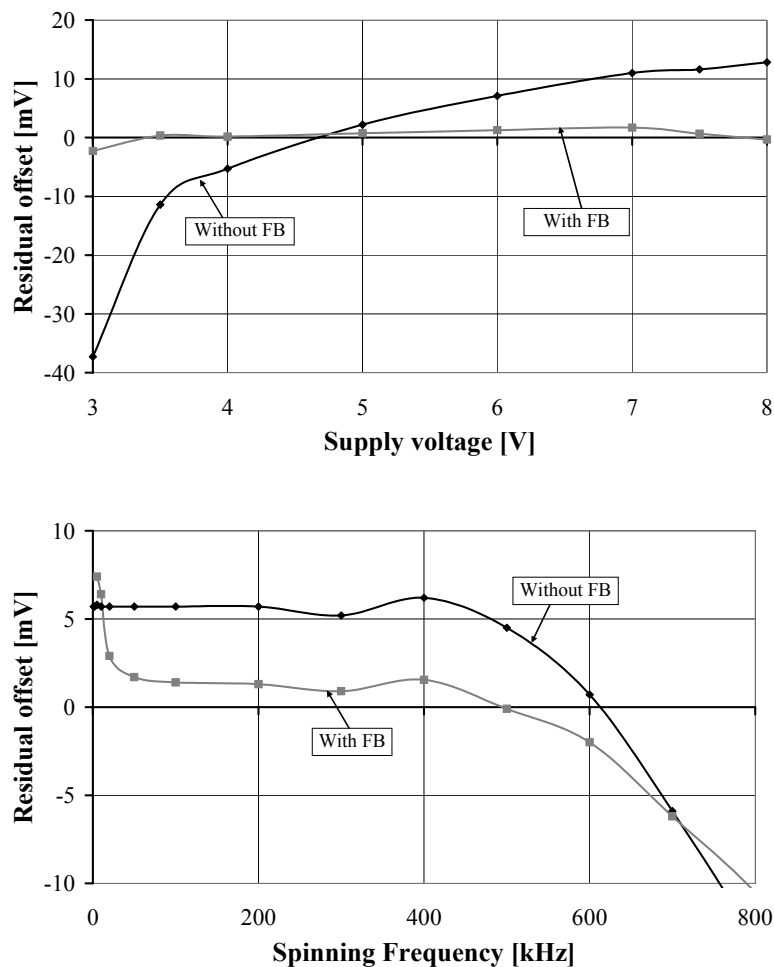 Residual offset [mV]
20
10
0
-10
-20
-30
-40
Without FB
With FB
3 4 5 6 7 8
Supply voltage [V]
Residual offset [mV]
10
5
0
-5
-10
Without FB
With FB
0 200 400 600 800
Spinning Frequency [kHz]